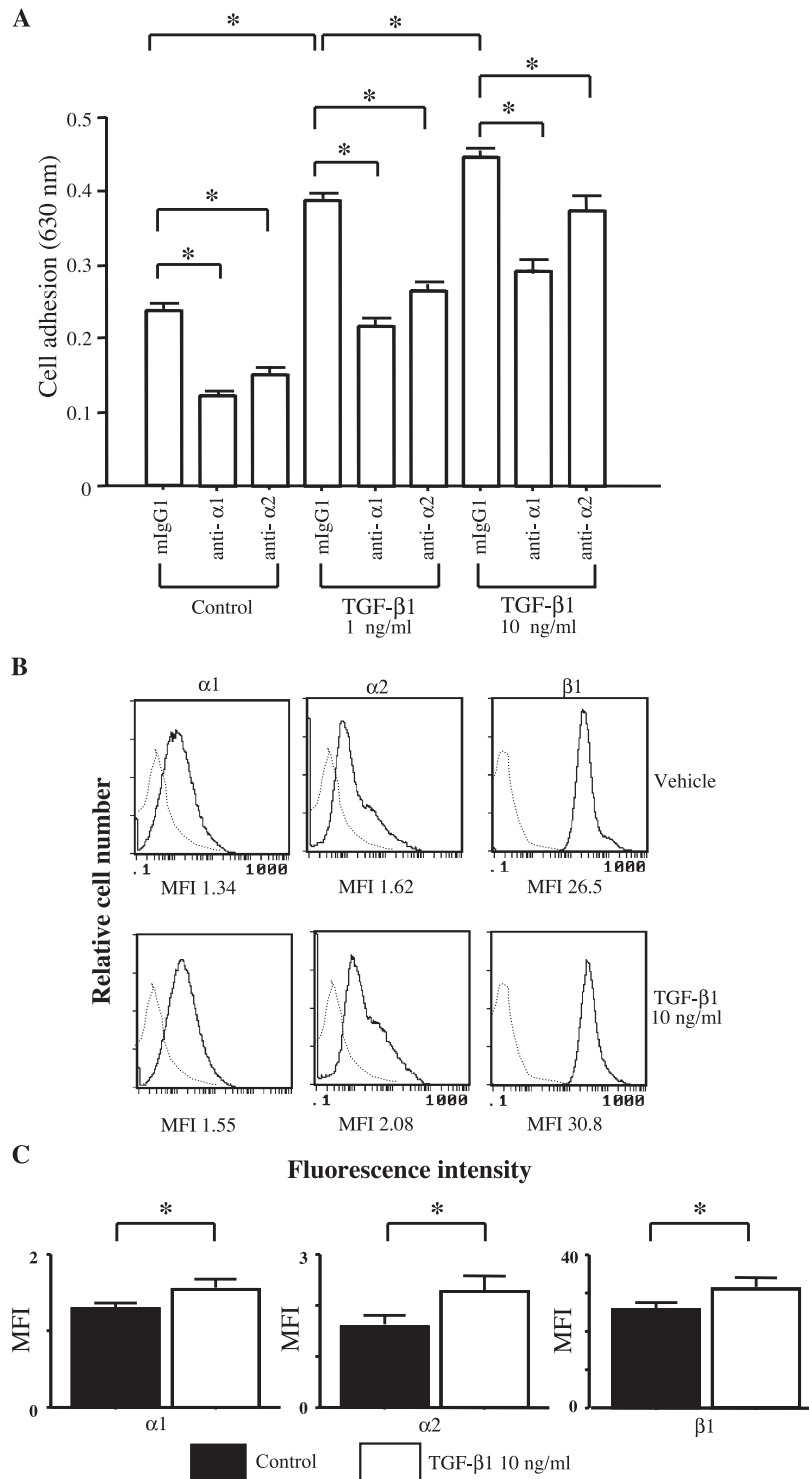 A
*
*
*
*
*
*
*
*
0.5
0.4
0.3
0.2
0.1
0
Cell adhesion (630 nm)
mIgG1
anti- α1
anti- α2
mIgG1
anti- α1
anti- α2
mIgG1
anti- α1
anti- α2
Control
TGF-β1
1 ng/ml
TGF-β1
10 ng/ml
B
α1
α2
β1
Relative cell number
Vehicle
.1 1000
.1 1000
.1 1000
MFI 1.34
MFI 1.62
MFI 26.5
TGF-β1
10 ng/ml
.1 1000
.1 1000
MFI 1.55
MFI 2.08
MFI 30.8
Fluorescence intensity
C
*
*
*
2
MFI
0
α1
3
MFI
0
α2
40
MFI
0
β1
Control
TGF-β1 10 ng/ml